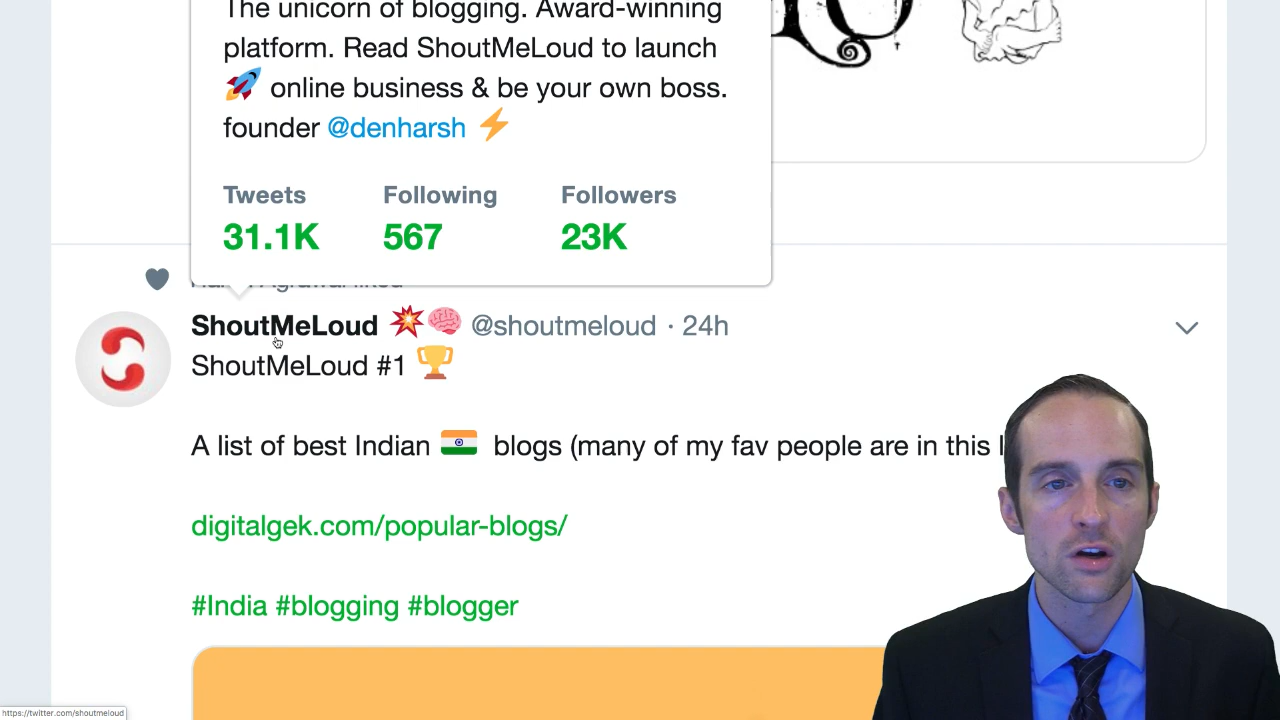 The unicorn of blogging. Award-winning
platform. Read ShoutMeLoud to launch
🚀 online business & be your own boss.
founder @denharsh ⚡
Tweets Following Followers
31.1K 567 23K
liked
ShoutMeLoud 💥🧠 @shoutmeloud · 24h
ShoutMeLoud #1 🏆
A list of best Indian 🇮🇳 blogs (many of my fav people are in this
digitalgek.com/popular-blogs/
#India #blogging #blogger
https://twitter.com/shoutmeloud